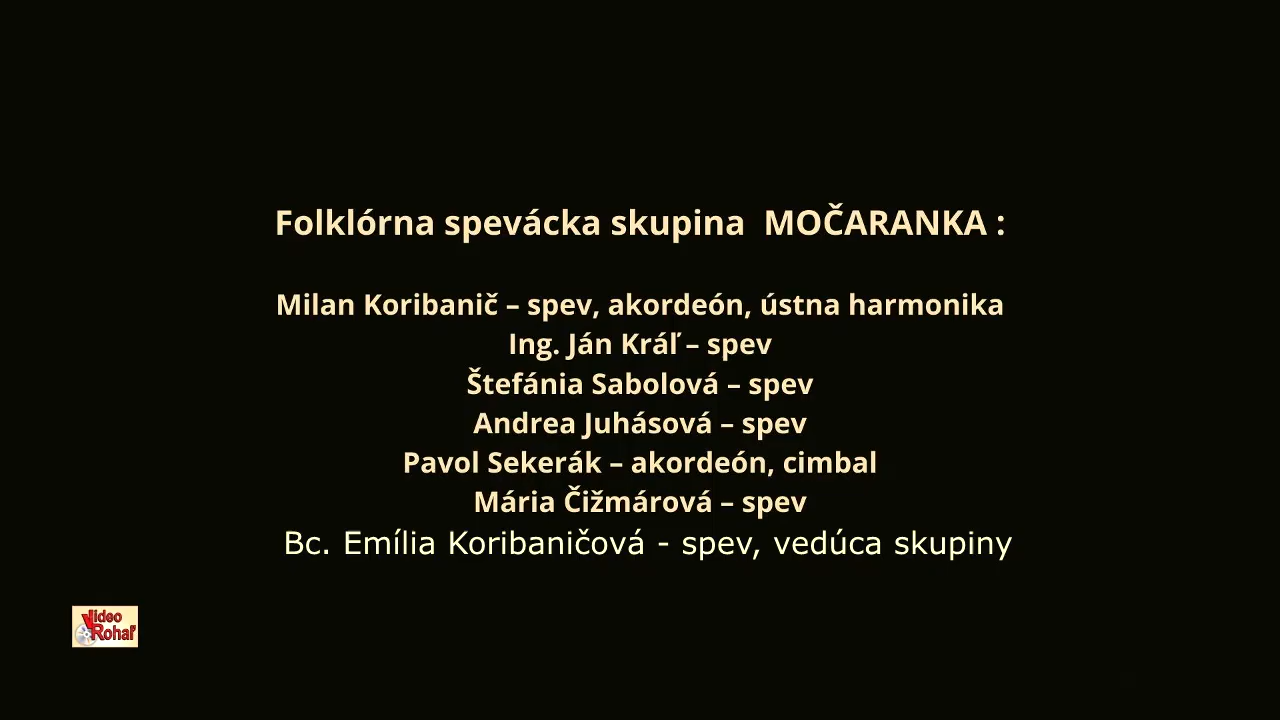 Folklórna spevácka skupina MOČARANKA :
Milan Koribanič – spev, akordeón, ústna harmonika
Ing. Ján Kráľ – spev
Štefánia Sabolová – spev
Andrea Juhásová – spev
Pavol Sekerák – akordeón, cimbal
Mária Čižmárová – spev
Bc. Emília Koribaničová - spev, vedúca skupiny
Video
Rohaľ